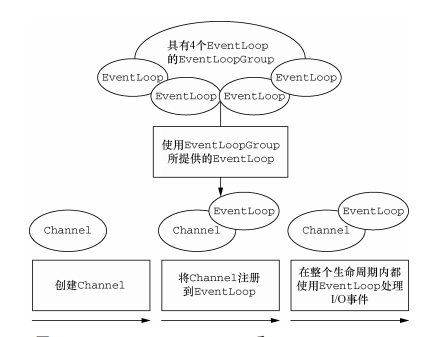 具有4个EventLoop
的EventLoopGroup
EventLoop
EventLoop
EventLoop
EventLoop
使用EventLoopGroup
所提供的EventLoop
Channel
Channel
EventLoop
Channel
EventLoop
创建Channel
将Channel注册
到EventLoop
在整个生命周期内都
使用EventLoop处理
I/O事件